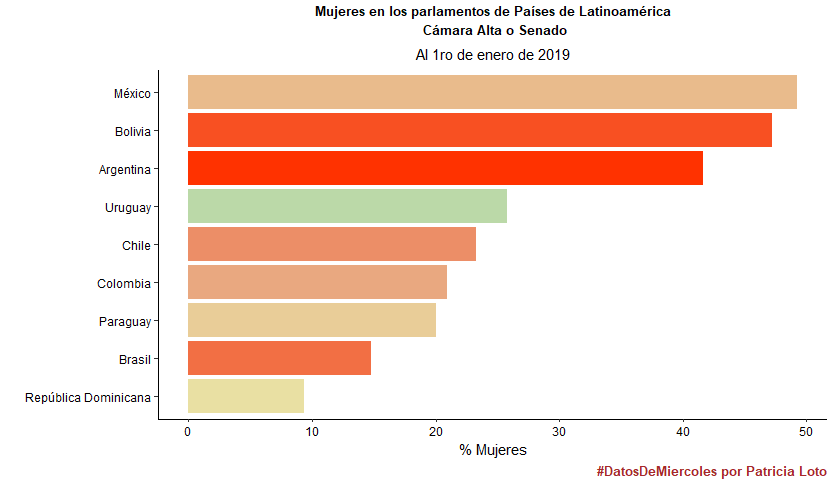 Mujeres en los parlamentos de Países de Latinoamérica
Cámara Alta o Senado
Al 1ro de enero de 2019
México
Bolivia
Argentina
Uruguay
Chile
Colombia
Paraguay
Brasil
República Dominicana
0 10 20 30 40 50
% Mujeres
#DatosDeMiercoles por Patricia Loto